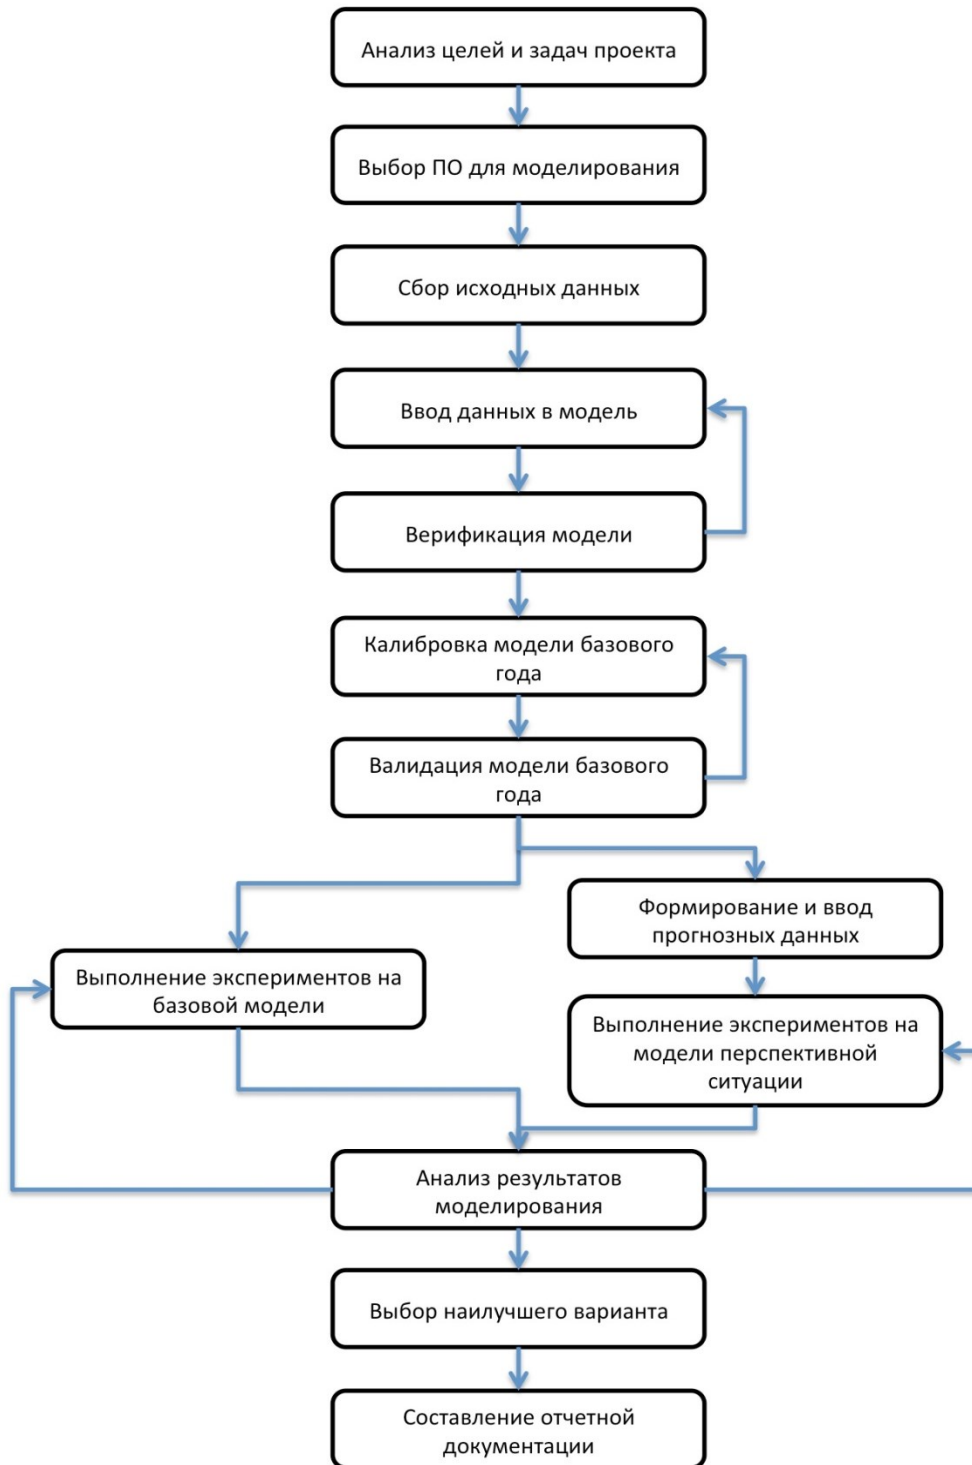 Анализ целей и задач проекта
Выбор ПО для моделирования
Сбор исходных данных
Ввод данных в модель
Верификация модели
Калибровка модели базового
года
Валидация модели базового
года
Формирование и ввод
прогнозных данных
Выполнение экспериментов на
базовой модели
Выполнение экспериментов на
модели перспективной
ситуации
Анализ результатов
моделирования
Выбор наилучшего варианта
Составление отчетной
документации